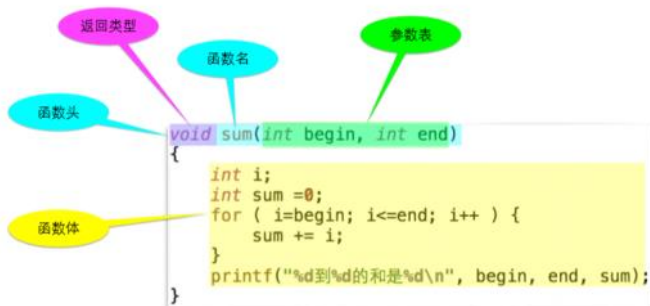 返回类型
函数名
参数表
函数头
void sum(int begin, int end)
{
int i;
int sum =0;
for ( i=begin; i<=end; i++ ) {
sum += i;
}
函数体
printf("%d到%d的和是%d\n", begin, end, sum);
}